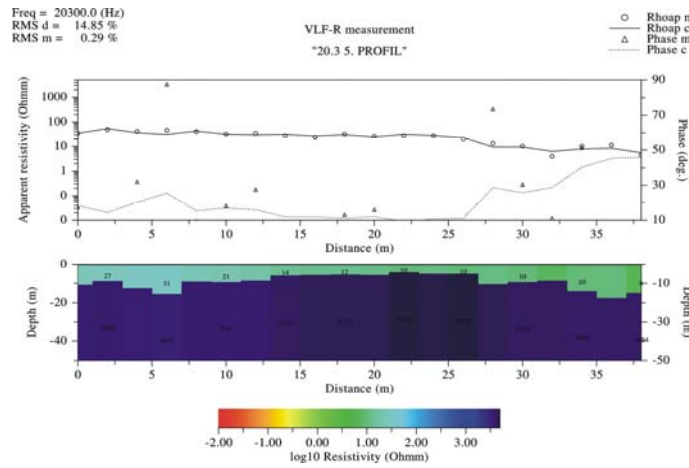 Freq = 20300.0 (Hz)
RMS d = 14.85 %
RMS m = 0.29 %
VLF-R measurement
"20.3 5. PROFIL"
Rhoap m
Rhoap c
Phase m
Phase c
Apparent resistivity (Ohmm)
1000
100
10
1
0
0
90
70
50
30
10
Phase (deg.)
0 5 10 15 20 25 30 35
Distance (m)
Depth (m)
0
-20
-40
27 31 21 14 12 10 10 10 10
-10
-30
-50
Depth (m)
0 5 10 15 20 25 30 35
Distance (m)
-2.00 -1.00 0.00 1.00 2.00 3.00
log10 Resistivity (Ohmm)